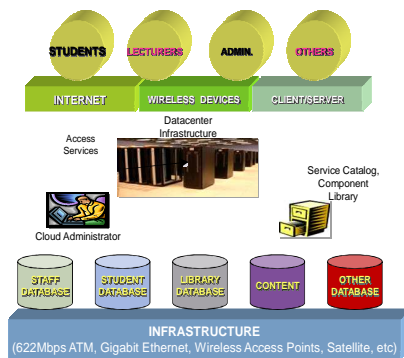 STUDENTS
LECTURERS
ADMIN.
OTHERS
INTERNET
WIRELESS DEVICES
CLIENT/SERVER
Datacenter
Infrastructure
Access
Services
Service Catalog,
Component
Library
Cloud Administrator
STAFF
DATABASE
STUDENT
DATABASE
LIBRARY
DATABASE
CONTENT
OTHER
DATABASE
INFRASTRUCTURE
(622Mbps ATM, Gigabit Ethernet, Wireless Access Points, Satellite, etc)